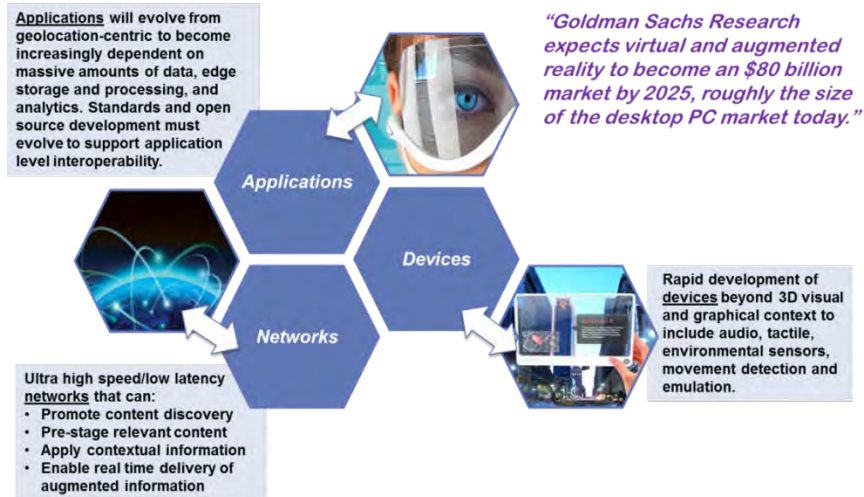 Applications will evolve from
geolocation-centric to become
increasingly dependent on
massive amounts of data, edge
storage and processing, and
analytics. Standards and open
source development must
evolve to support application
level interoperability.
“Goldman Sachs Research
expects virtual and augmented
reality to become an $80 billion
market by 2025, roughly the size
of the desktop PC market today.”
Applications
Devices
Networks
Rapid development of
devices beyond 3D visual
and graphical context to
include audio, tactile,
environmental sensors,
movement detection and
emulation.
Ultra high speed/low latency
networks that can:
• Promote content discovery
• Pre-stage relevant content
• Apply contextual information
• Enable real time delivery of
augmented information